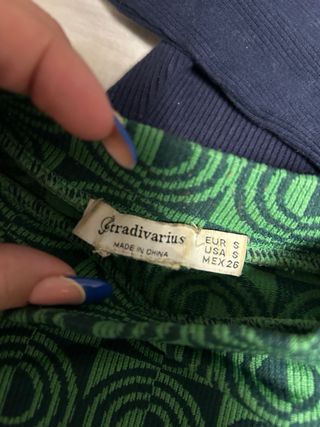 Stradivarius
MADE IN CHINA
EUR S
USA S
MEX 26